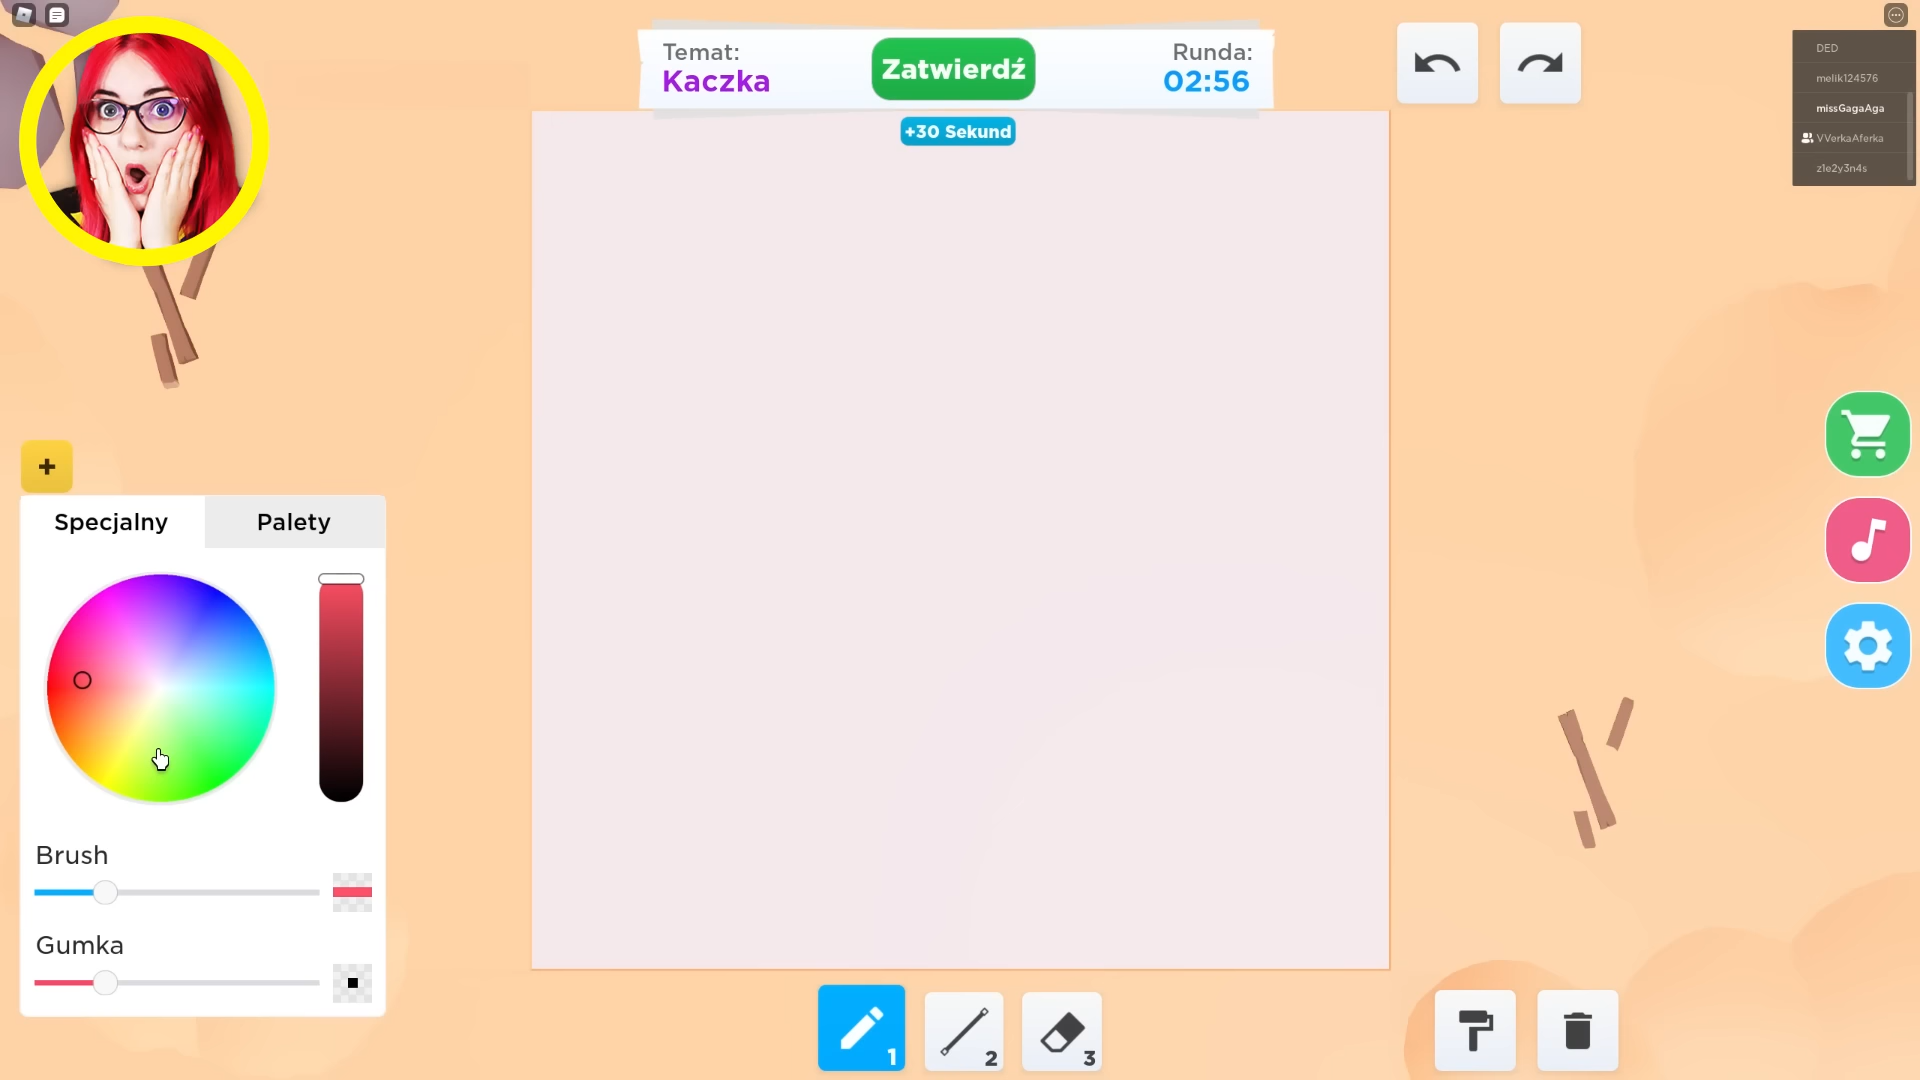 Temat:
Kaczka
Zatwierdź
Runda:
02:56
+30 Sekund
DED
melik124576
missGagaAga
VVerkaAferka
z1e2y3n4s
+
Specjalny
Palety
Brush
Gumka
1
2
3